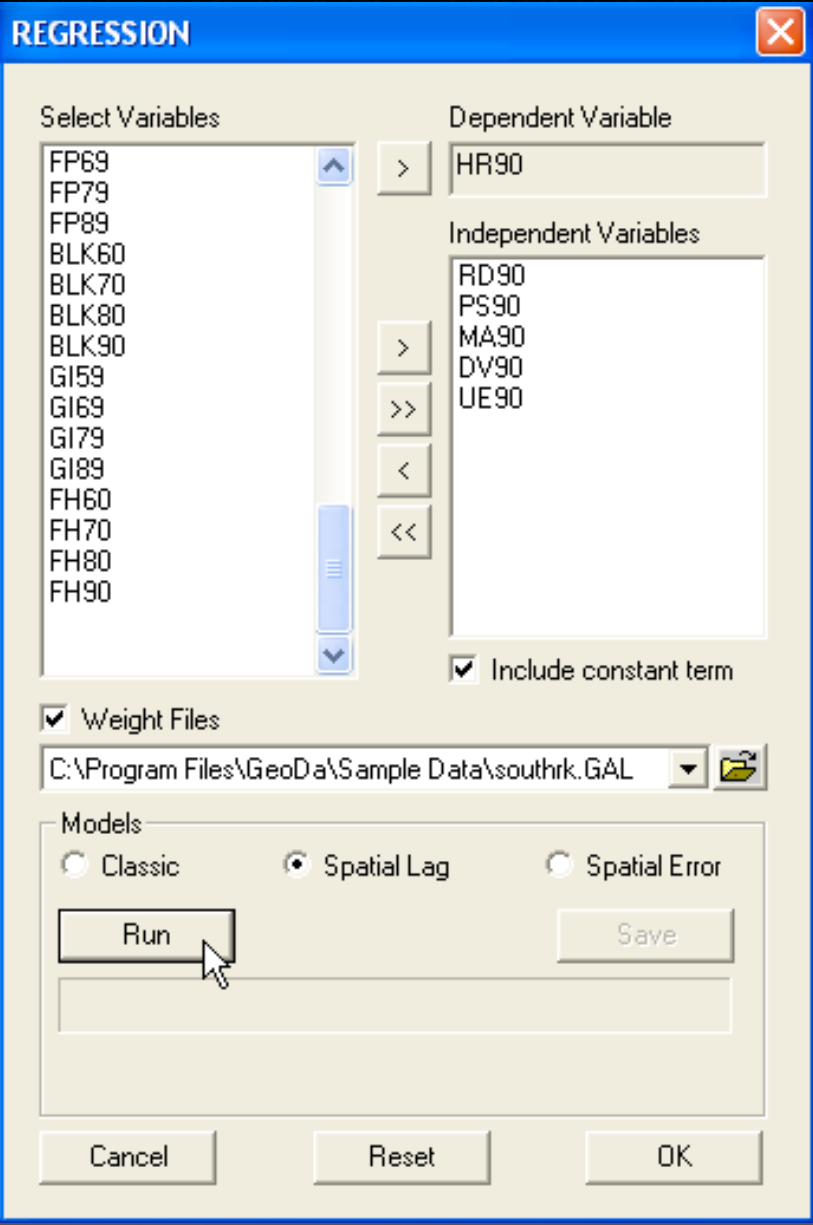 REGRESSION
Select Variables
FP69
FP79
FP89
BLK60
BLK70
BLK80
BLK90
GI59
GI69
GI79
GI89
FH60
FH70
FH80
FH90
>
>
>>
<
<<
Dependent Variable
HR90
Independent Variables
RD90
PS90
MA90
DV90
UE90
Include constant term
Weight Files
C:\Program Files\GeoDa\Sample Data\southrk.GAL
Models
Classic
Spatial Lag
Spatial Error
Run
Save
Cancel
Reset
OK